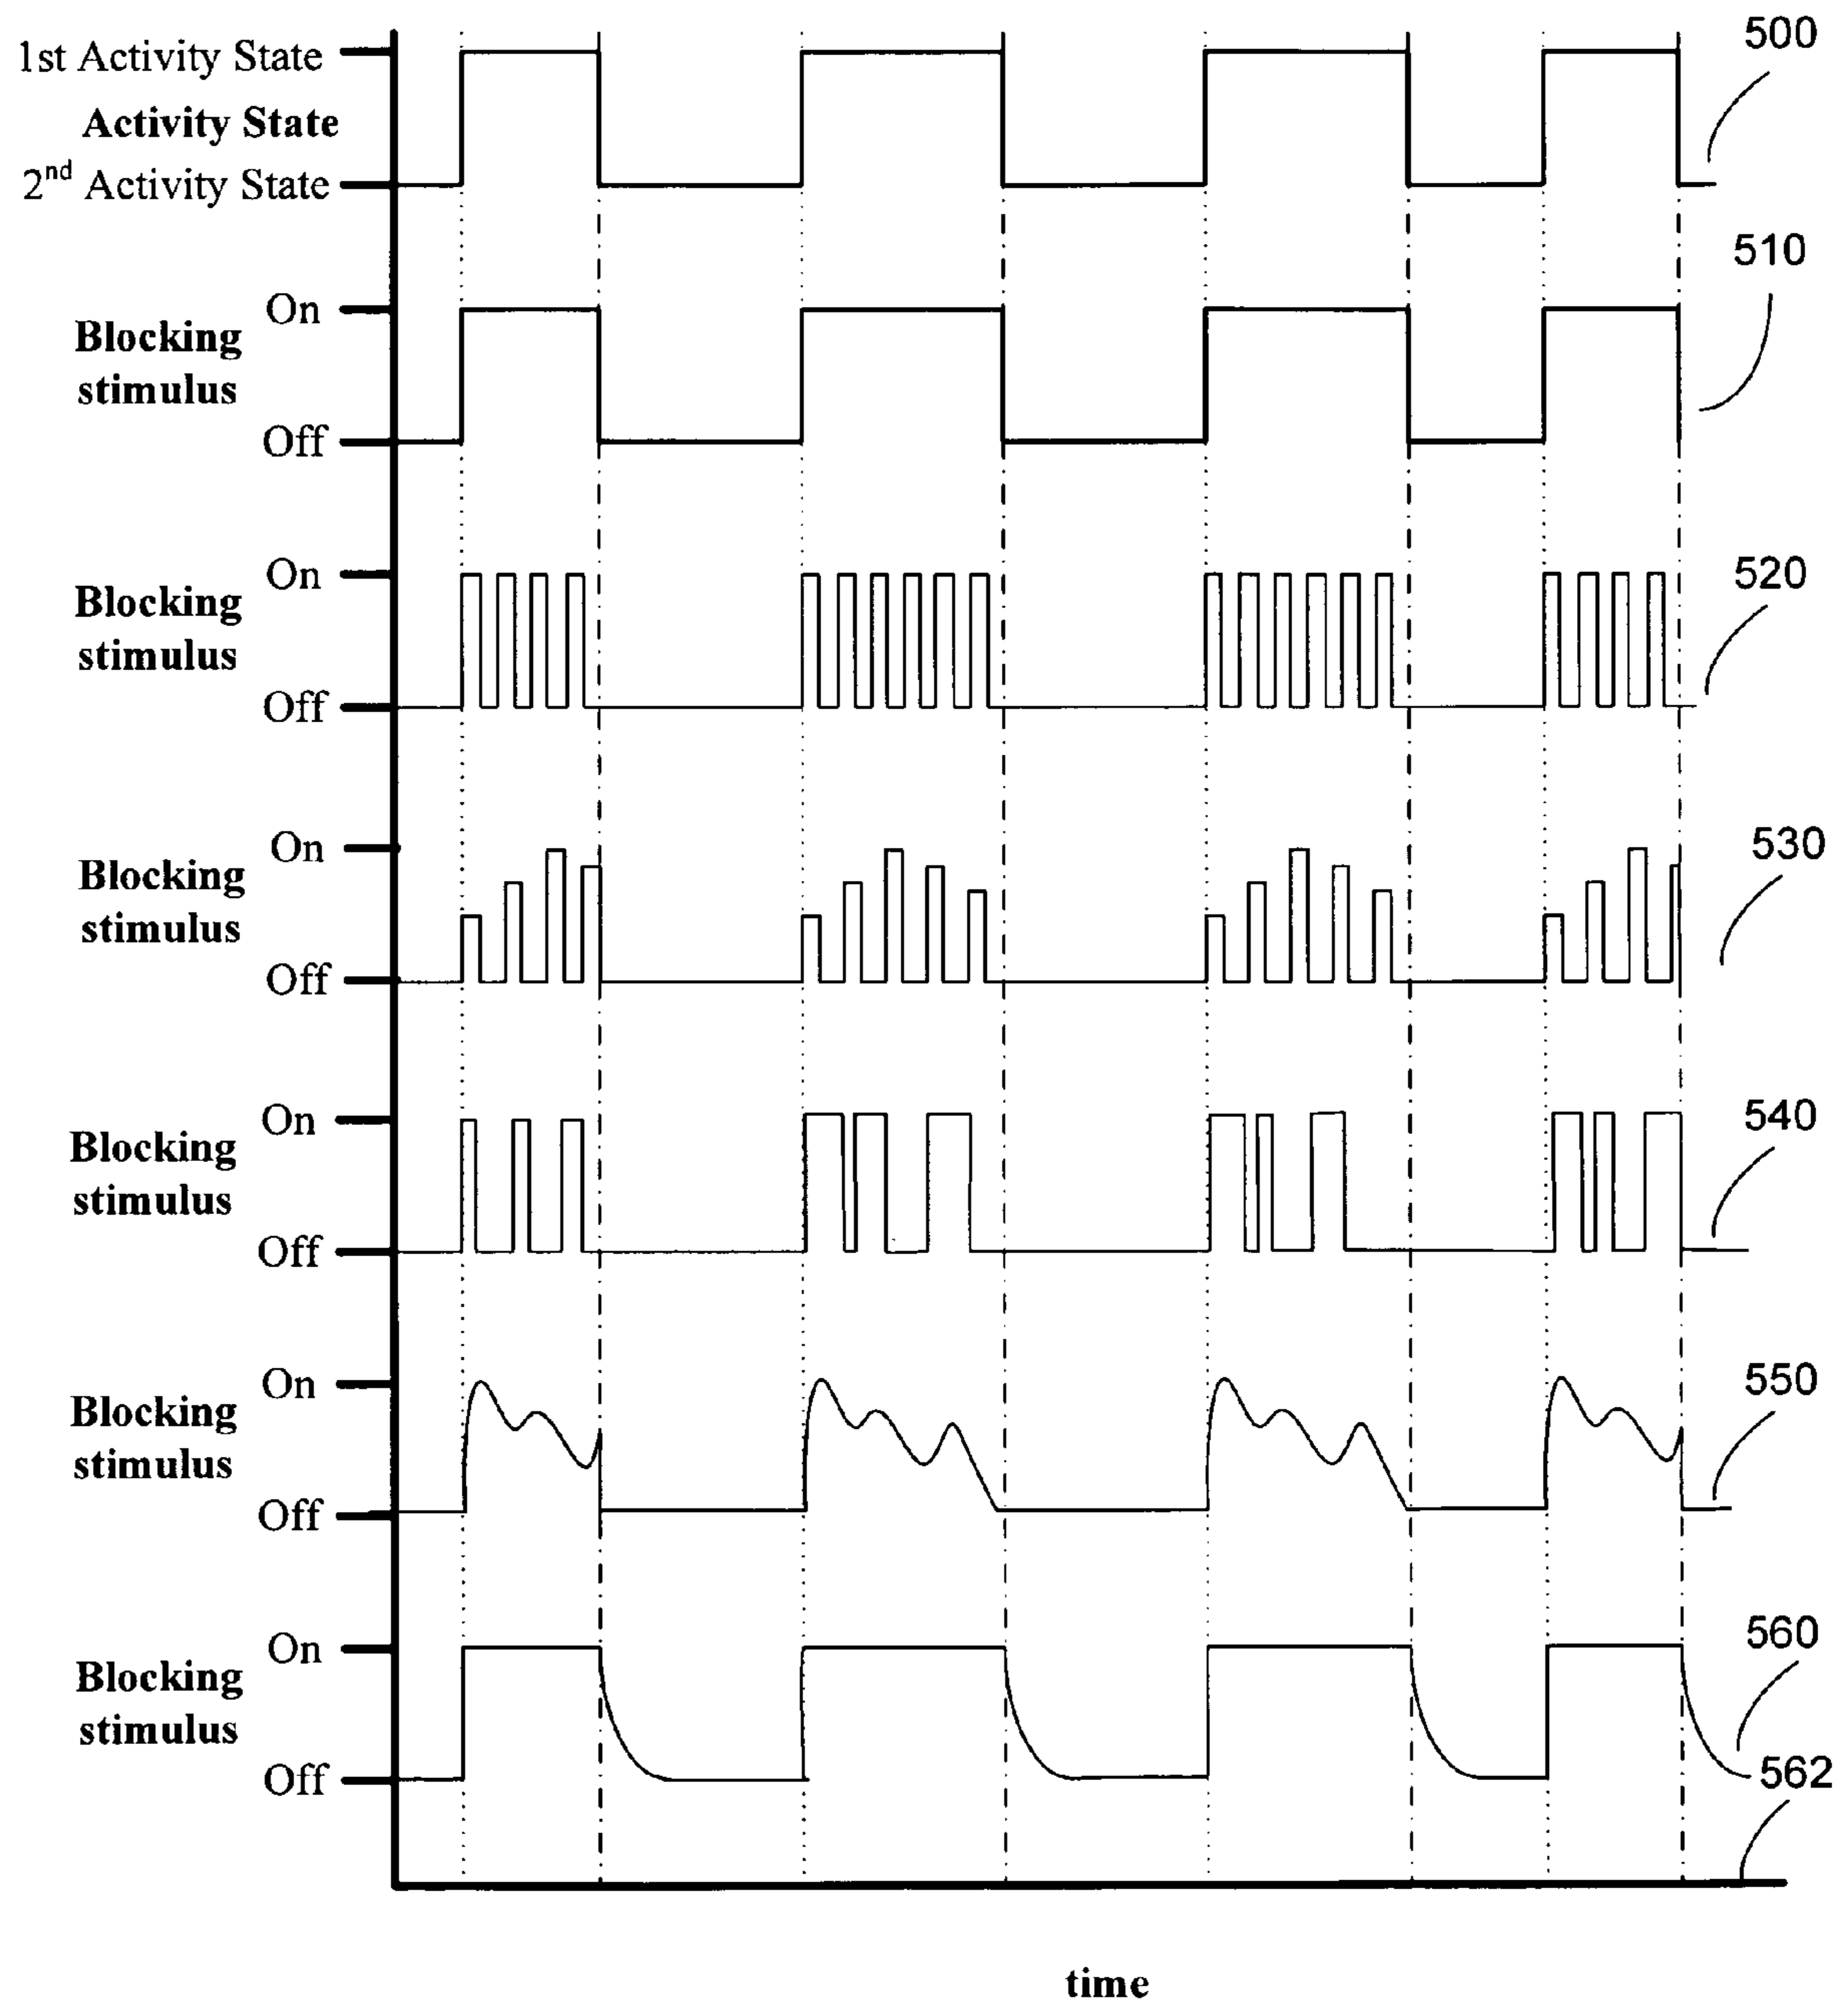 500
1st Activity State
Activity State
2nd Activity State
510
On
Blocking
stimulus
Off
520
On
Blocking
stimulus
Off
530
On
Blocking
stimulus
Off
540
On
Blocking
stimulus
Off
550
On
Blocking
stimulus
Off
560
On
Blocking
stimulus
Off
562
time